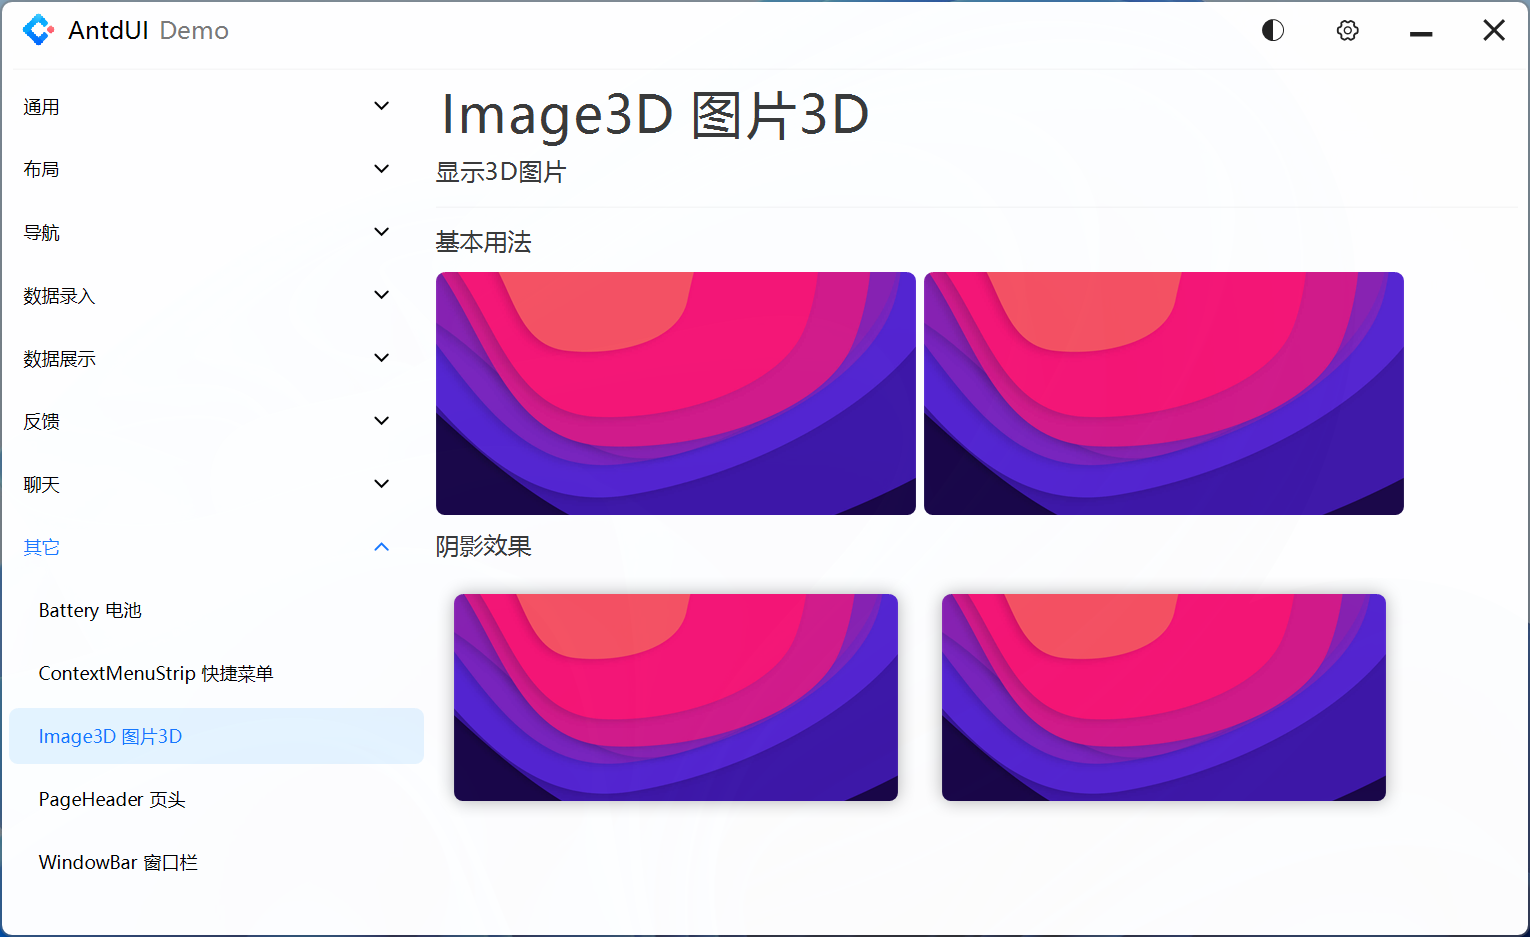 AntdUI Demo
通用
布局
导航
数据录入
数据展示
反馈
聊天
其它
Battery 电池
ContextMenuStrip 快捷菜单
Image3D 图片3D
PageHeader 页头
WindowBar 窗口栏
Image3D 图片3D
显示3D图片
基本用法
阴影效果